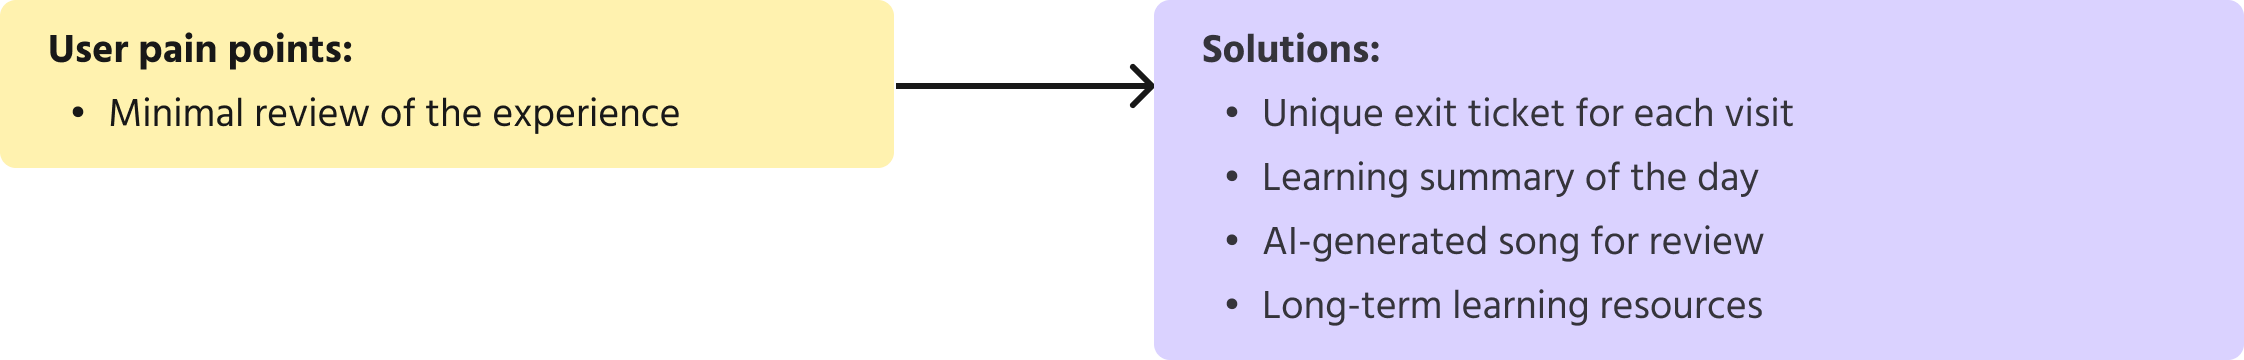 User pain points:
• Minimal review of the experience
Solutions:
• Unique exit ticket for each visit
• Learning summary of the day
• AI-generated song for review
• Long-term learning resources